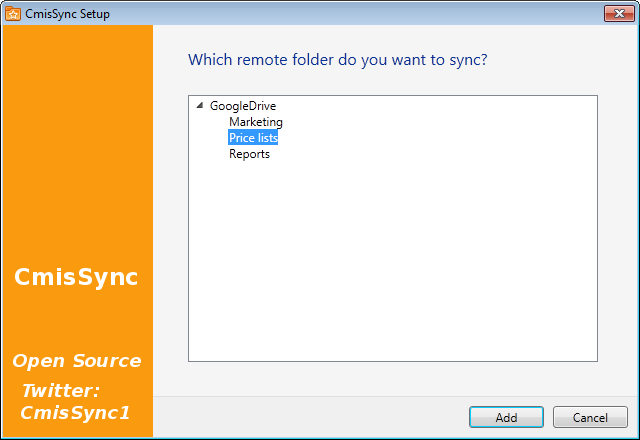 CmisSync Setup
Which remote folder do you want to sync?
GoogleDrive
Marketing
Price lists
Reports
CmisSync
Open Source
Twitter:
CmisSync1
Add
Cancel